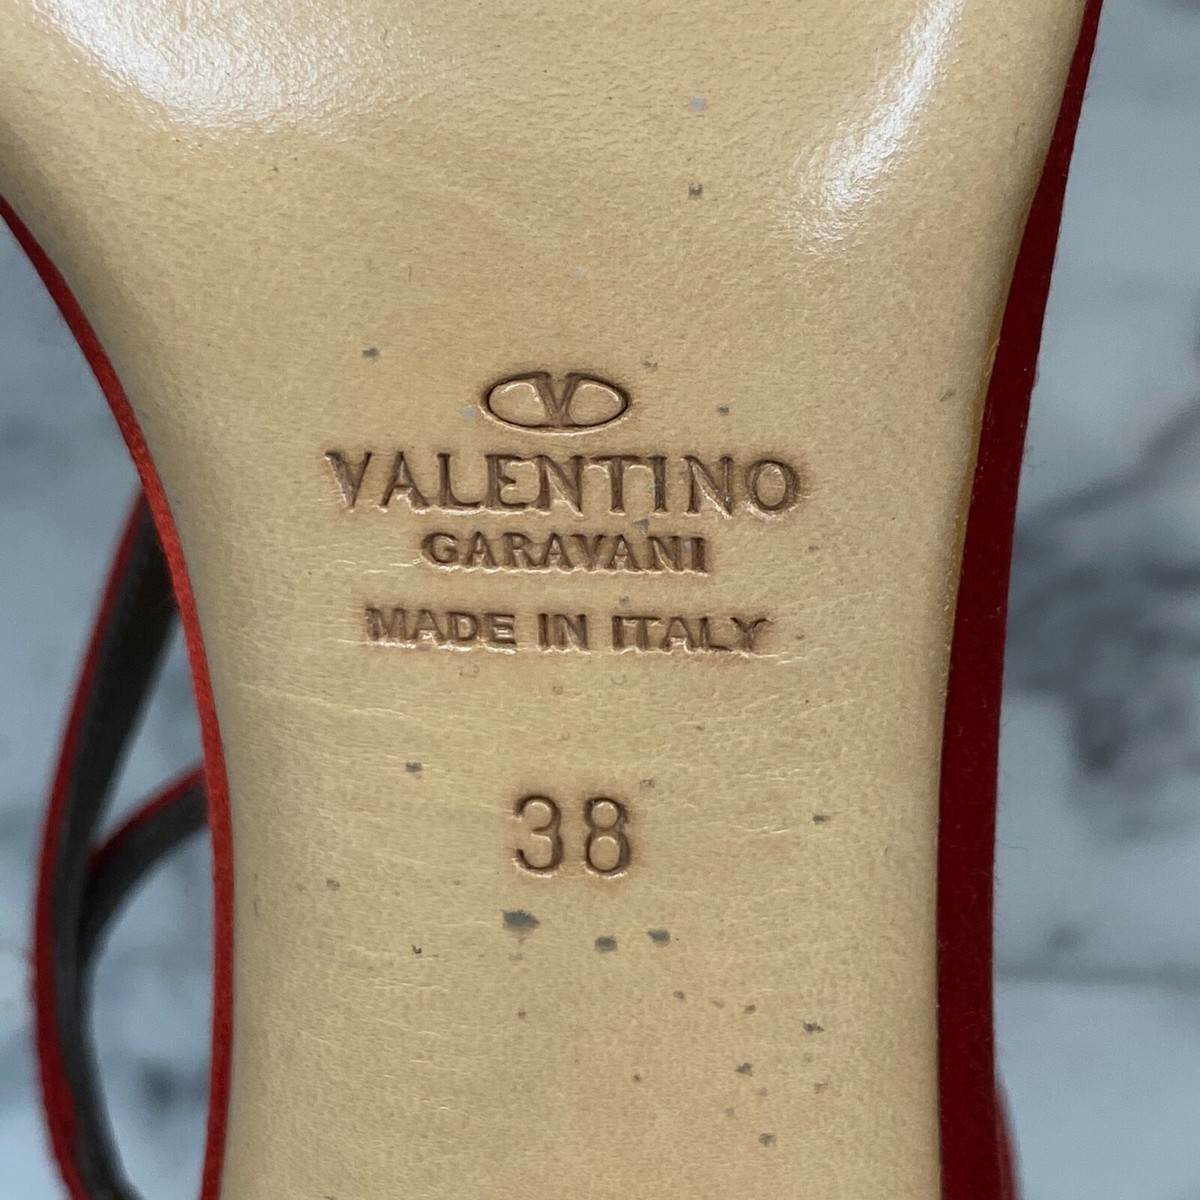 V
VALENTINO
GARAVANI
MADE IN ITALY
38